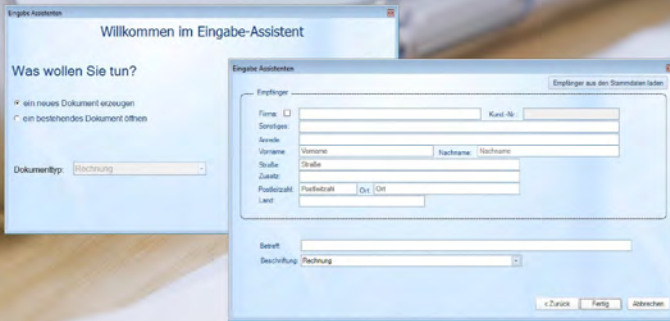 Eingabe Assistenten
Willkommen im Eingabe-Assistent
Was wollen Sie tun?
ein neues Dokument erzeugen
ein bestehendes Dokument öffnen
Dokumenttyp: Rechnung
Eingabe Assistenten
Empfänger aus den Stammdaten laden
Empfänger
Firma: Kund.-Nr.
Sonstiges:
Anrede:
Vorname: Vorname Nachname: Nachname
Straße: Straße
Zusatz:
Postleitzahl: Postleitzahl Ort: Ort
Land:
Betreff:
Beschriftung: Rechnung
< Zurück Fertig Abbrechen